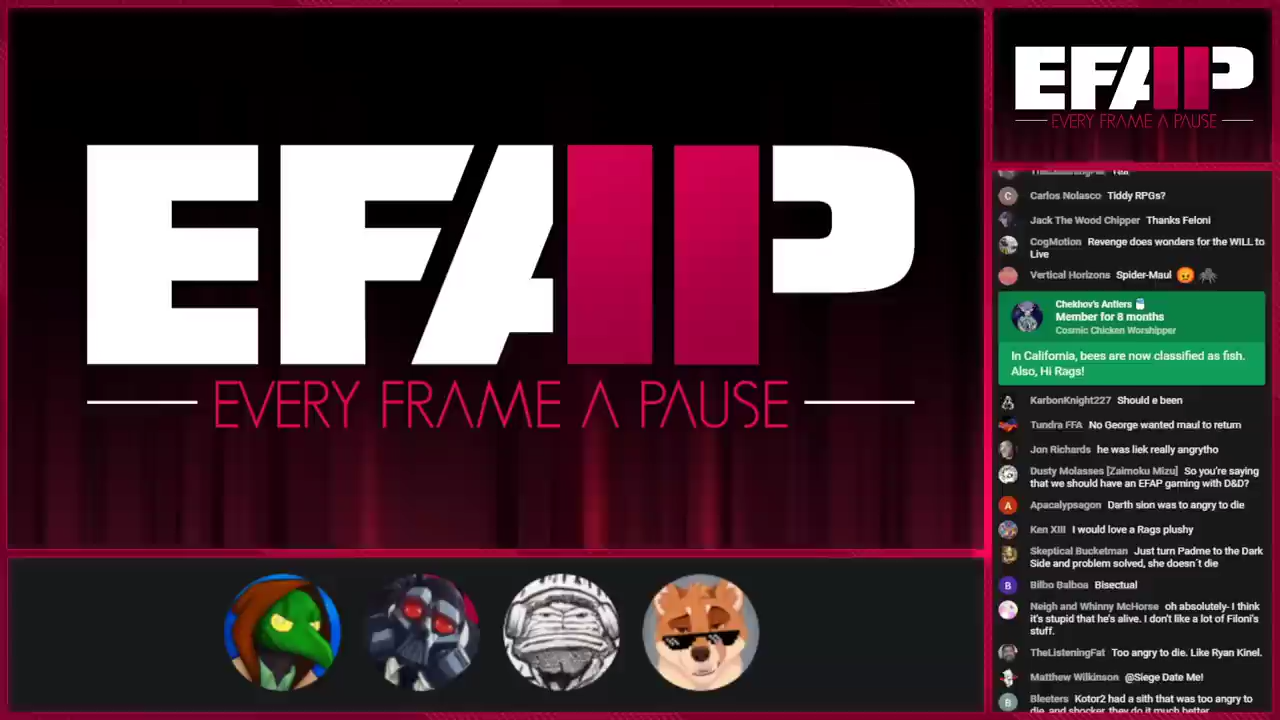 EFAP
EVERY FRAME A PAUSE
EFAP
EVERY FRAME A PAUSE
Carlos Nolasco Tiddy RPGs?
Jack The Wood Chipper Thanks Feloni
CogMotion Revenge does wonders for the WILL to
Live
Vertical Horizons Spider-Maul
Chekhov's Antlers
Member for 8 months
Cosmic Chicken Worshipper
In California, bees are now classified as fish.
Also, Hi Rags!
KarbonKnight227 Should e been
Tundra FFA No George wanted maul to return
Jon Richards he was liek really angrytho
Dusty Molasses [Zaimoku Mizu] So you're saying
that we should have an EFAP gaming with D&D?
A
Apacalypsagon Darth sion was to angry to die
Ken XIII I would love a Rags plushy
Skeptical Bucketman Just turn Padme to the Dark
Side and problem solved, she doesn´t die
B
Bilbo Balboa Bisectual
Neigh and Whinny McHorse oh absolutely- I think
it's stupid that he's alive. I don't like a lot of Filoni's
stuff.
TheListeningFat Too angry to die. Like Ryan Kinel.
Matthew Wilkinson @Siege Date Me!
B
Bleeters Kotor2 had a sith that was too angry to
die, and shocker, they do it much better